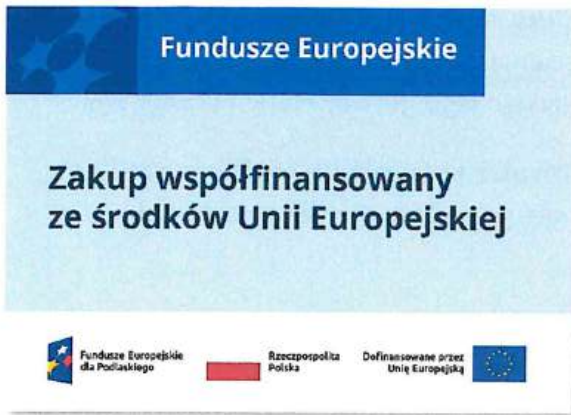 Fundusze Europejskie
Zakup współfinansowany
ze środków Unii Europejskiej
Fundusze Europejskie
dla Podlaskiego
Rzeczpospolita
Polska
Dofinansowane przez
Unię Europejską